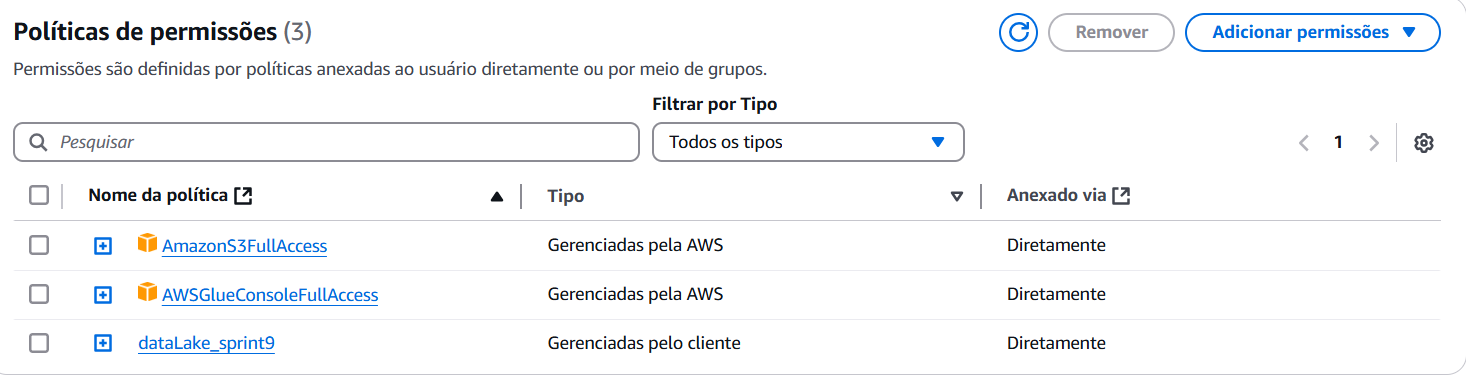 Políticas de permissões (3)
Remover
Adicionar permissões
Permissões são definidas por políticas anexadas ao usuário diretamente ou por meio de grupos.
Filtrar por Tipo
Pesquisar
Todos os tipos
1
Nome da política
Tipo
Anexado via
AmazonS3FullAccess
Gerenciadas pela AWS
Diretamente
AWSGlueConsoleFullAccess
Gerenciadas pela AWS
Diretamente
dataLake_sprint9
Gerenciadas pelo cliente
Diretamente